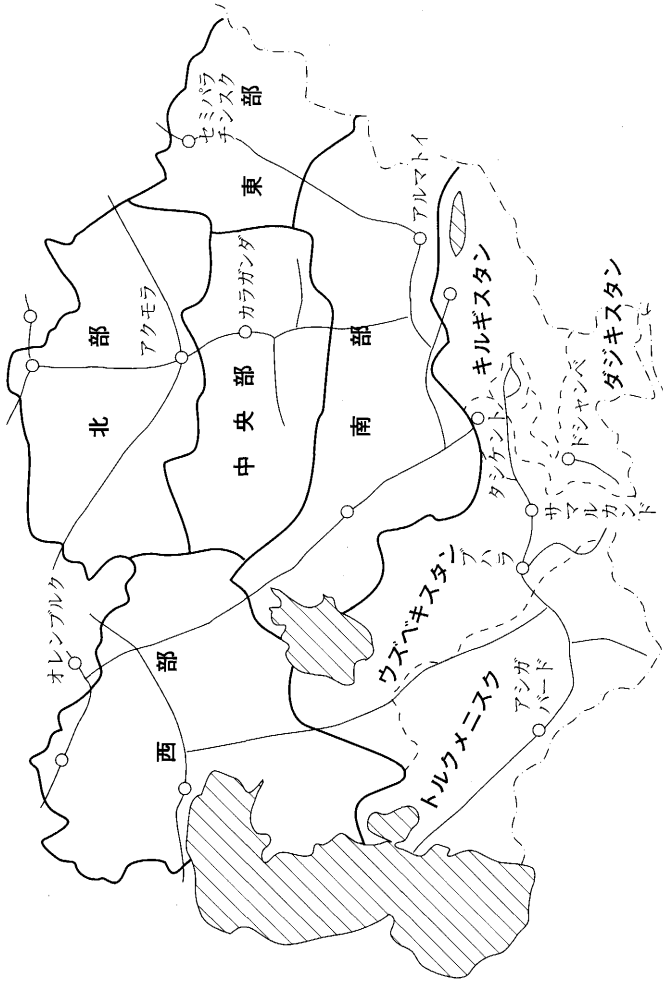 オレンブルク
西部
北部
アクモラ
中央部
カラガンダ
東部
セミパラ
チンスク
南部
アルマトイ
キルギスタン
タシケント
ウズベキスタン
ブハラ
サマルカンド
ドシャンベ
ダジキスタン
トルクメニスク
アシガ
バード